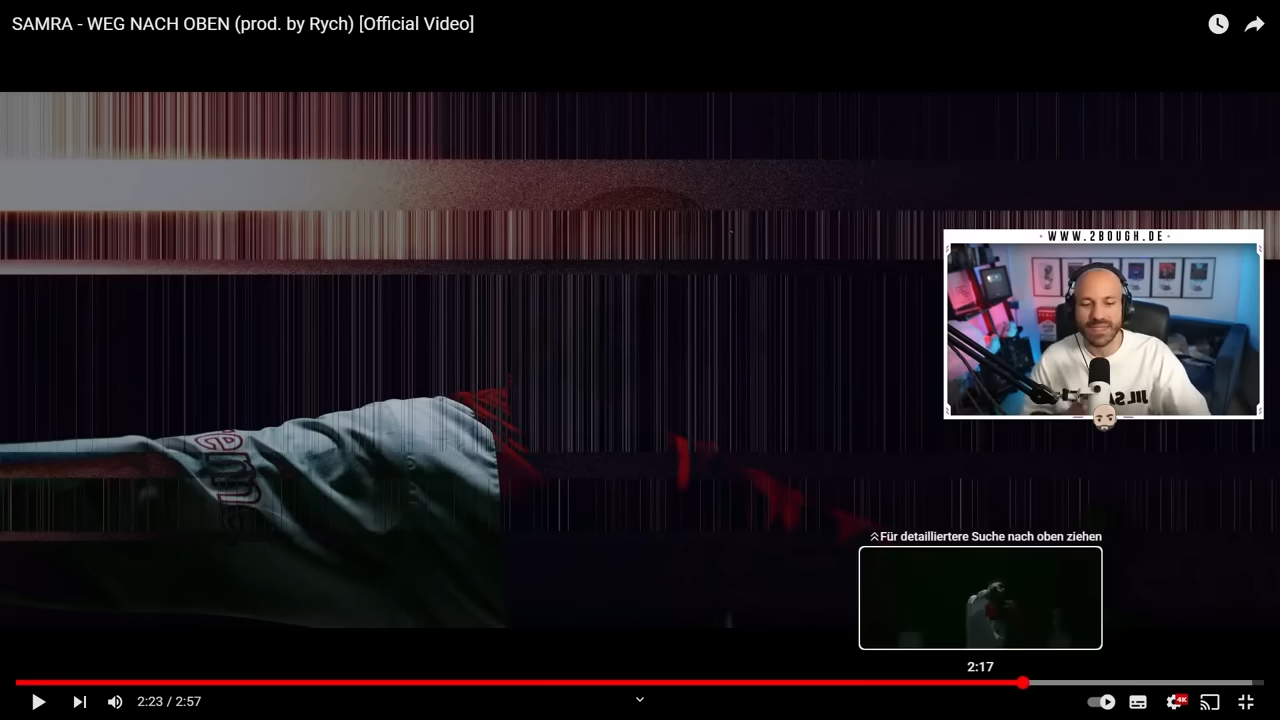 SAMRA - WEG NACH OBEN (prod. by Rych) [Official Video]
• WWW.2BOUGH.DE •
Für detailliertere Suche nach oben ziehen
2:17
2:23 / 2:57
4K